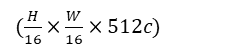 (H/16 × W/16 × 512c)